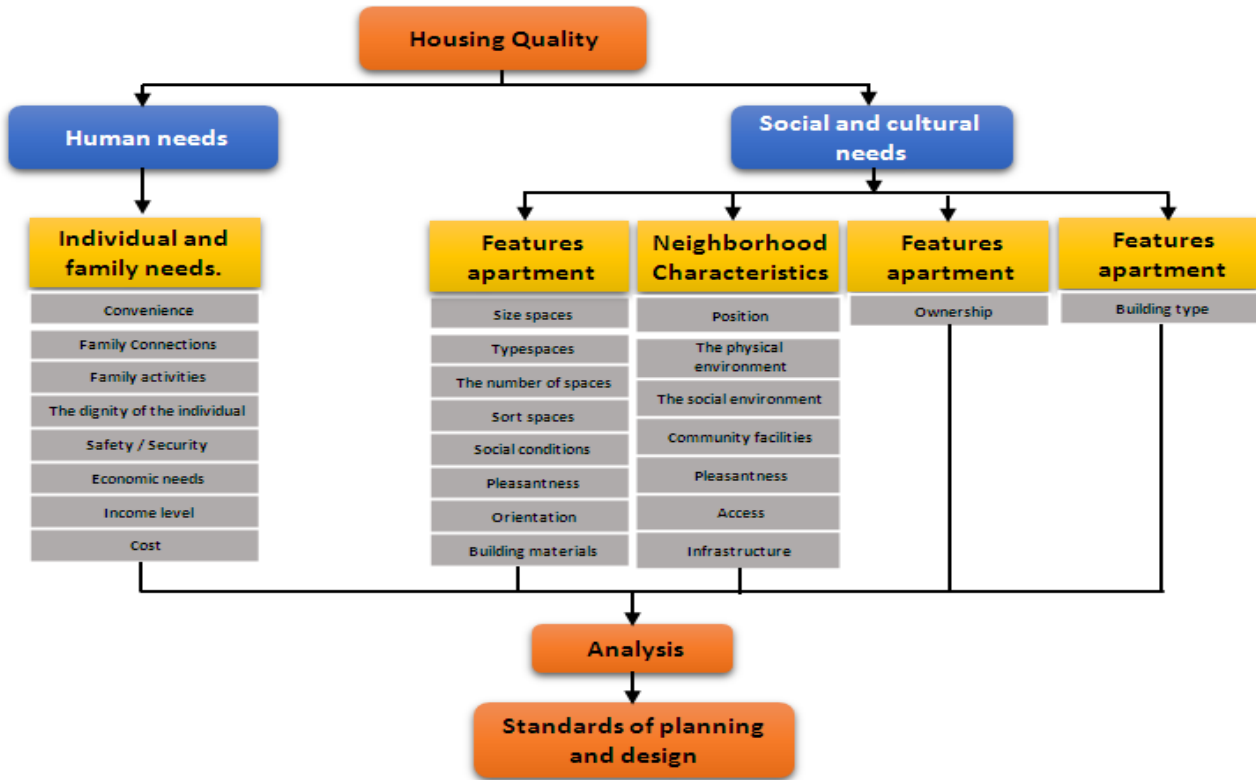 Housing Quality
Human needs
Social and cultural
needs
Individual and
family needs.
Convenience
Family Connections
Family activities
The dignity of the individual
Safety / Security
Economic needs
Income level
Cost
Features
apartment
Size spaces
Typespaces
The number of spaces
Sort spaces
Social conditions
Pleasantness
Orientation
Building materials
Neighborhood
Characteristics
Position
The physical
environment
The social environment
Community facilities
Pleasantness
Access
Infrastructure
Features
apartment
Ownership
Features
apartment
Building type
Analysis
Standards of planning
and design